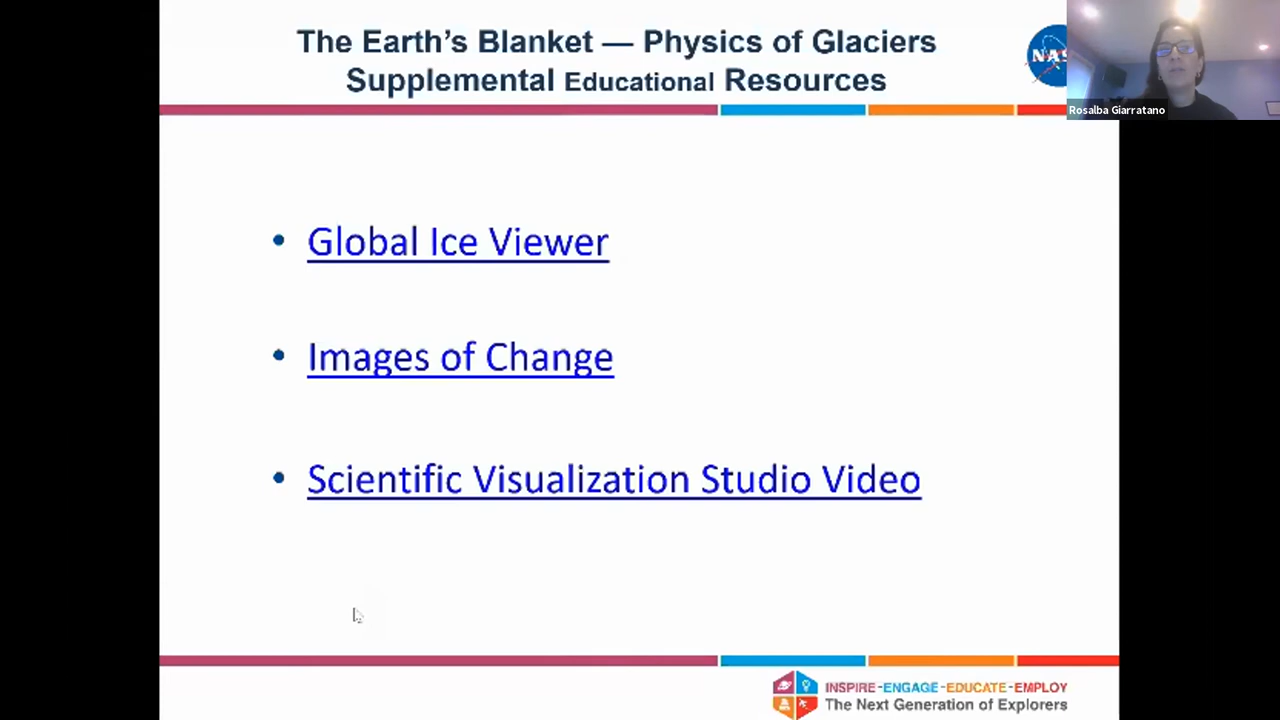 The Earth's Blanket — Physics of Glaciers
Supplemental Educational Resources
NAS
Rosalba Giarratano
• Global Ice Viewer
• Images of Change
• Scientific Visualization Studio Video
INSPIRE - ENGAGE - EDUCATE - EMPLOY
The Next Generation of Explorers